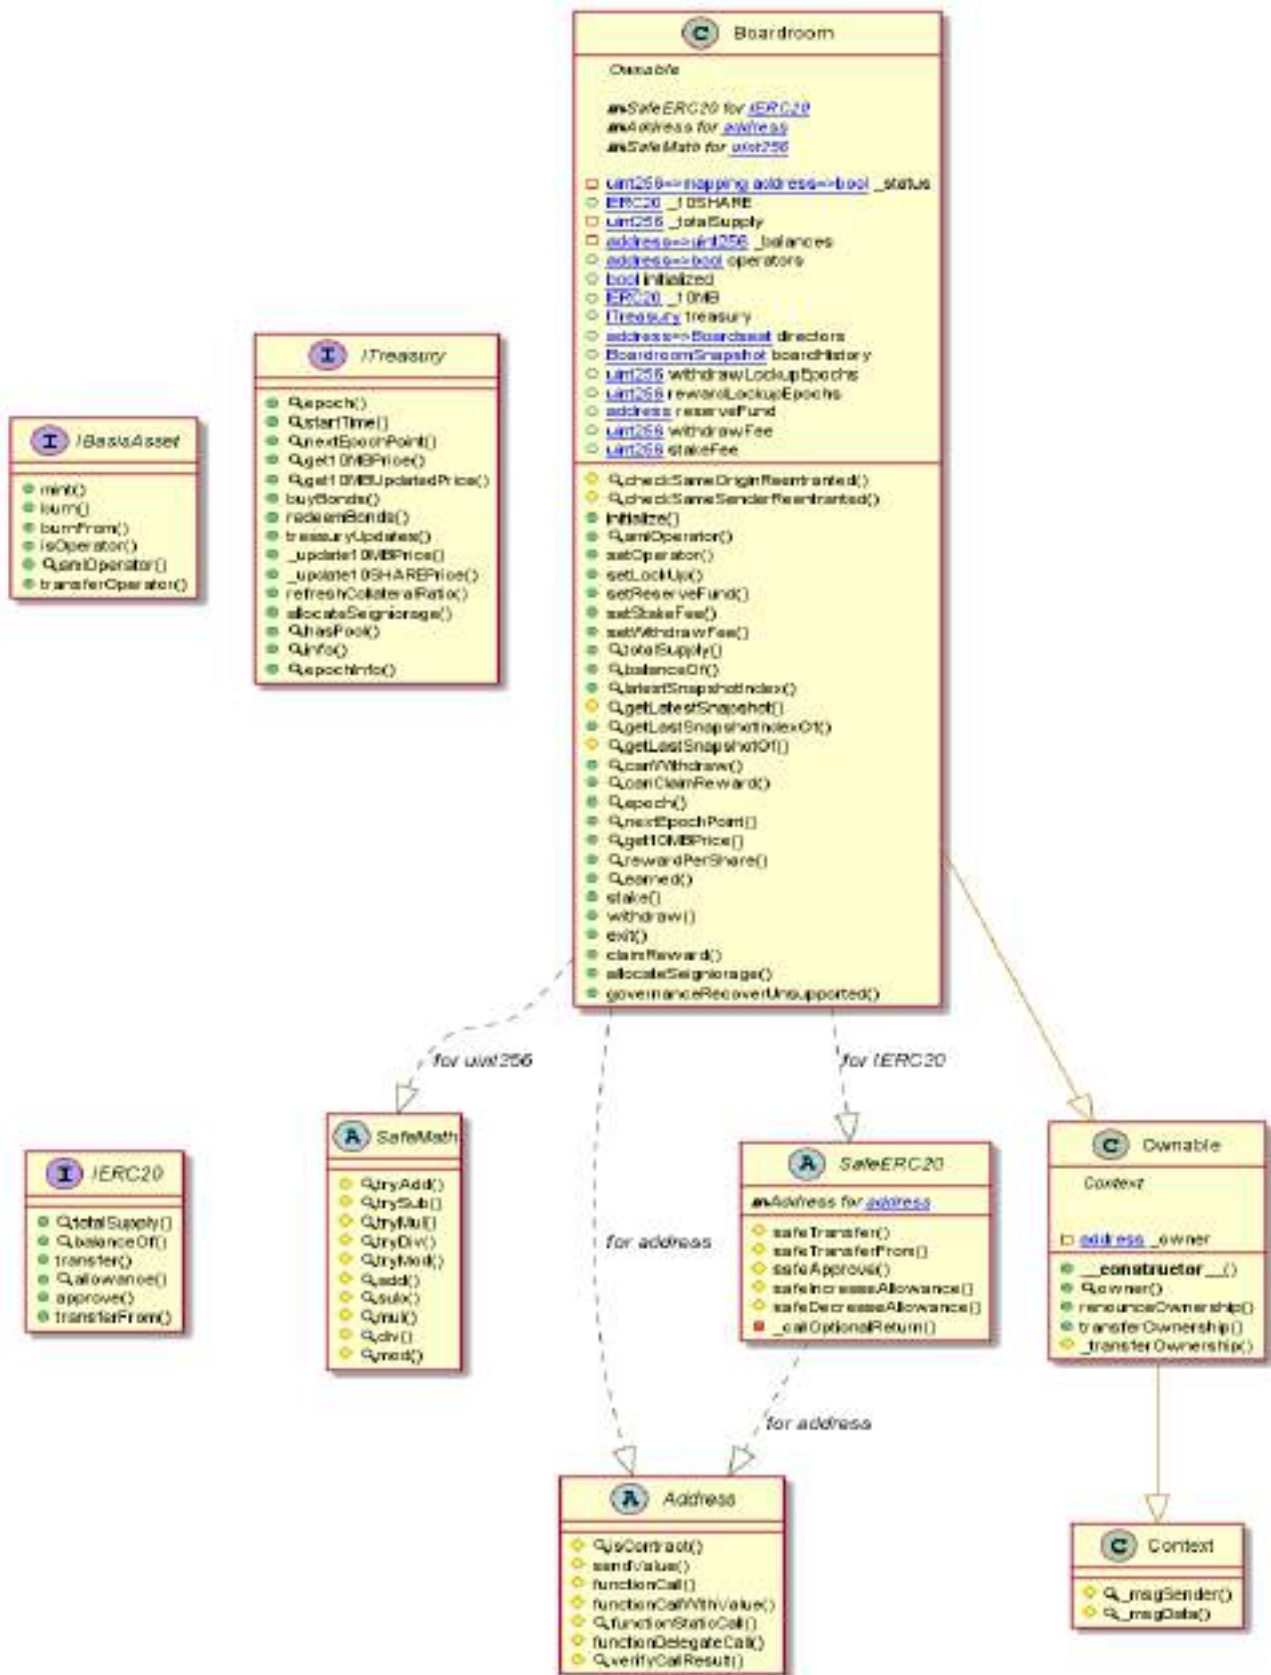 C Boardroom
Ownable
SafeERC20 for IERC20
Address for address
SafeMath for uint256
uint256=>mapping address=>bool _status
IERC20 _10SHARE
uint256 _totalSupply
address=>uint256 _balances
address=>bool operators
bool initialized
IERC20 _10MB
ITreasury treasury
address=>Boardseat directors
BoardroomSnapshot boardHistory
uint256 withdrawLockupEpochs
uint256 rewardLockupEpochs
address reserveFund
uint256 withdrawFee
uint256 stakeFee
checkSameOriginReentranted()
checkSameSenderReentranted()
initialize()
amIOperator()
setOperator()
setLockUp()
setReserveFund()
setStakeFee()
setWithdrawFee()
totalSupply()
balanceOf()
latestSnapshotIndex()
getLatestSnapshot()
getLastSnapshotIndexOf()
getLastSnapshotOf()
canWithdraw()
canClaimReward()
epoch()
nextEpochPoint()
get10MBPrice()
rewardPerShare()
earned()
stake()
withdraw()
exit()
claimReward()
allocateSeigniorage()
governanceRecoverUnsupported()
I ITreasury
epoch()
startTime()
nextEpochPoint()
get10MBPrice()
get10MBUpdatedPrice()
buyBonds()
redeemBonds()
treasuryUpdates()
_update10MBPrice()
_update10SHAREPrice()
refreshCollateralRatio()
allocateSeigniorage()
hasPool()
info()
epochInfo()
I IBasisAsset
mint()
burn()
burnFrom()
isOperator()
amIOperator()
transferOperator()
for uint256
for address
for IERC20
I IERC20
totalSupply()
balanceOf()
transfer()
allowance()
approve()
transferFrom()
A SafeMath
tryAdd()
trySub()
tryMul()
tryDiv()
tryMod()
add()
sub()
mul()
div()
mod()
A SafeERC20
Address for address
safeTransfer()
safeTransferFrom()
safeApprove()
safeIncreaseAllowance()
safeDecreaseAllowance()
_callOptionalReturn()
C Ownable
Context
address _owner
__constructor__()
owner()
renounceOwnership()
transferOwnership()
_transferOwnership()
for address
A Address
isContract()
sendValue()
functionCall()
functionCallWithValue()
functionStaticCall()
functionDelegateCall()
verifyCallResult()
C Context
_msgSender()
_msgData()